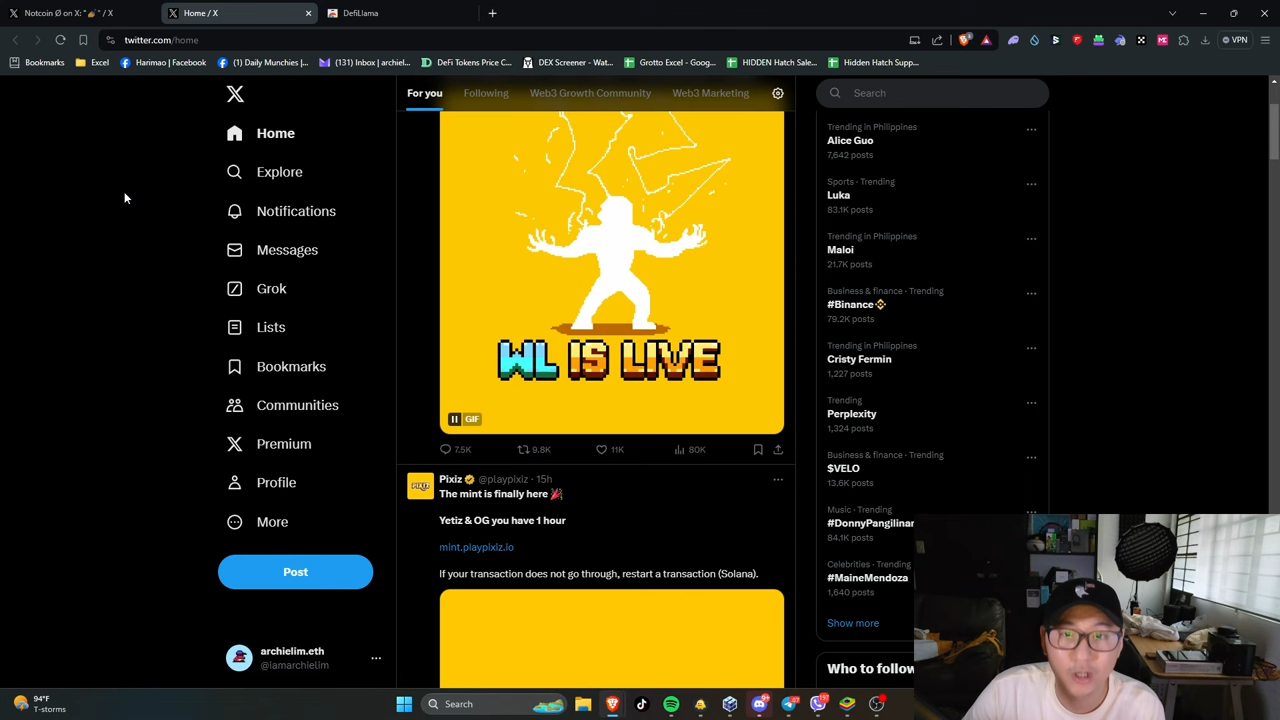 Notcoin Ø on X: "🌮" / X
Home / X
DefiLlama
twitter.com/home
VPN
Bookmarks
Excel
Harimao | Facebook
(1) Daily Munchies |...
(131) Inbox | archiel...
DeFi Tokens Price C...
DEX Screener - Wat...
Grotto Excel - Goog...
HIDDEN Hatch Sale...
Hidden Hatch Supp...
Home
Explore
Notifications
Messages
Grok
Lists
Bookmarks
Communities
Premium
Profile
More
Post
archielim.eth
@iamarchielim
For you
Following
Web3 Growth Community
Web3 Marketing
WL IS LIVE
GIF
7.5K
9.8K
11K
80K
PIXIZ
Pixiz @playpixiz · 15h
The mint is finally here 🎉
Yetiz & OG you have 1 hour
mint.playpixiz.io
If your transaction does not go through, restart a transaction (Solana).
Search
Trending in Philippines
Alice Guo
7,642 posts
Sports · Trending
Luka
83.1K posts
Trending in Philippines
Maloi
21.7K posts
Business & finance · Trending
#Binance
79.2K posts
Trending in Philippines
Cristy Fermin
1,227 posts
Trending
Perplexity
1,324 posts
Business & finance · Trending
$VELO
13.6K posts
Music · Trending
#DonnyPangilinan
84.1K posts
Celebrities · Trending
#MaineMendoza
1,640 posts
Show more
Who to follow
94°F
T-storms
Search